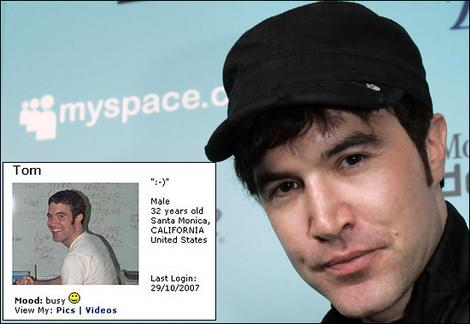 myspace.c
Mo
Tom
":-)"
Male
32 years old
Santa Monica,
CALIFORNIA
United States
Last Login:
29/10/2007
Mood: busy
View My: Pics | Videos